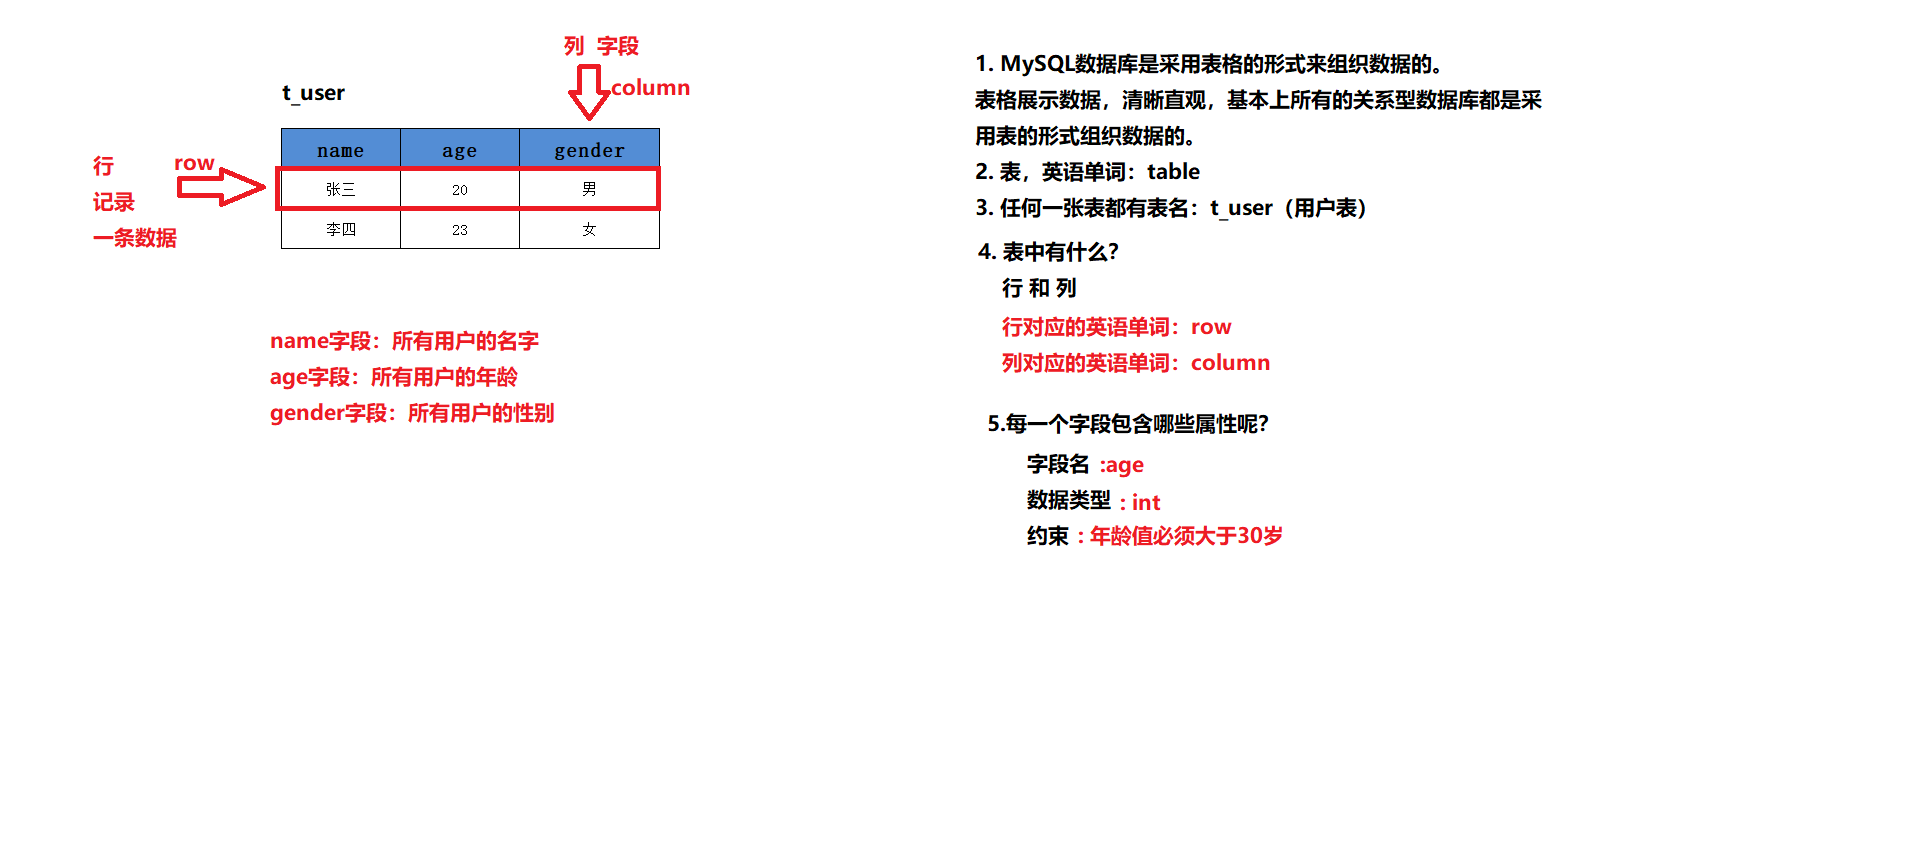 列 字段
column
t_user
name age gender
行 row
张三 20 男
记录
李四 23 女
一条数据
name字段：所有用户的名字
age字段：所有用户的年龄
gender字段：所有用户的性别
1. MySQL数据库是采用表格的形式来组织数据的。
表格展示数据，清晰直观，基本上所有的关系型数据库都是采
用表的形式组织数据的。
2. 表，英语单词：table
3. 任何一张表都有表名：t_user（用户表）
4. 表中有什么？
行 和 列
行对应的英语单词：row
列对应的英语单词：column
5.每一个字段包含哪些属性呢？
字段名 :age
数据类型 : int
约束 : 年龄值必须大于30岁